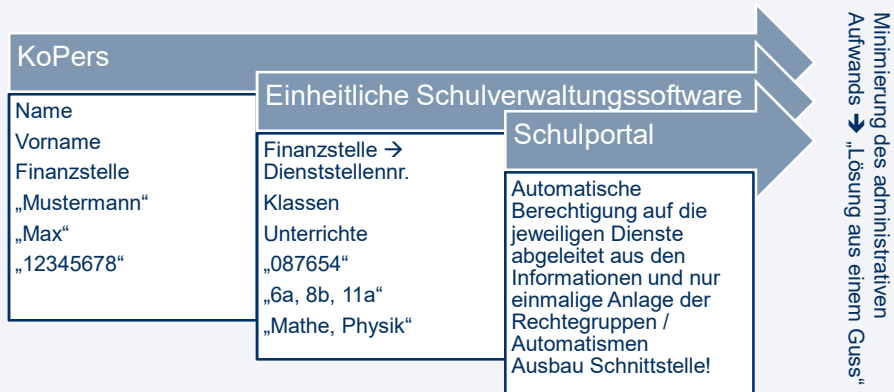 KoPers
Name
Vorname
Finanzstelle
„Mustermann“
„Max“
„12345678“
Einheitliche Schulverwaltungssoftware
Finanzstelle →
Dienststellennr.
Klassen
Unterrichte
„087654“
„6a, 8b, 11a“
„Mathe, Physik“
Schulportal
Automatische
Berechtigung auf die
jeweiligen Dienste
abgeleitet aus den
Informationen und nur
einmalige Anlage der
Rechtegruppen /
Automatismen
Ausbau Schnittstelle!
Minimierung des administrativen
Aufwands → „Lösung aus einem Guss“